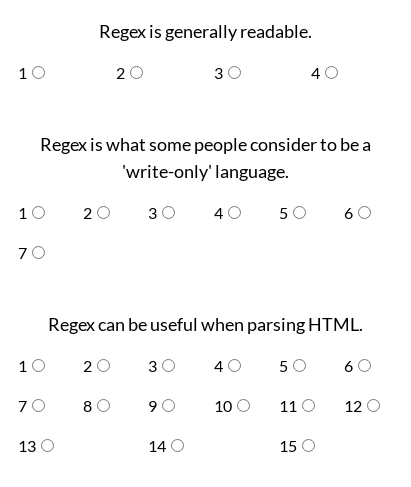 Regex is generally readable.
1 2 3 4
Regex is what some people consider to be a
'write-only' language.
1 2 3 4 5 6
7
Regex can be useful when parsing HTML.
1 2 3 4 5 6
7 8 9 10 11 12
13 14 15